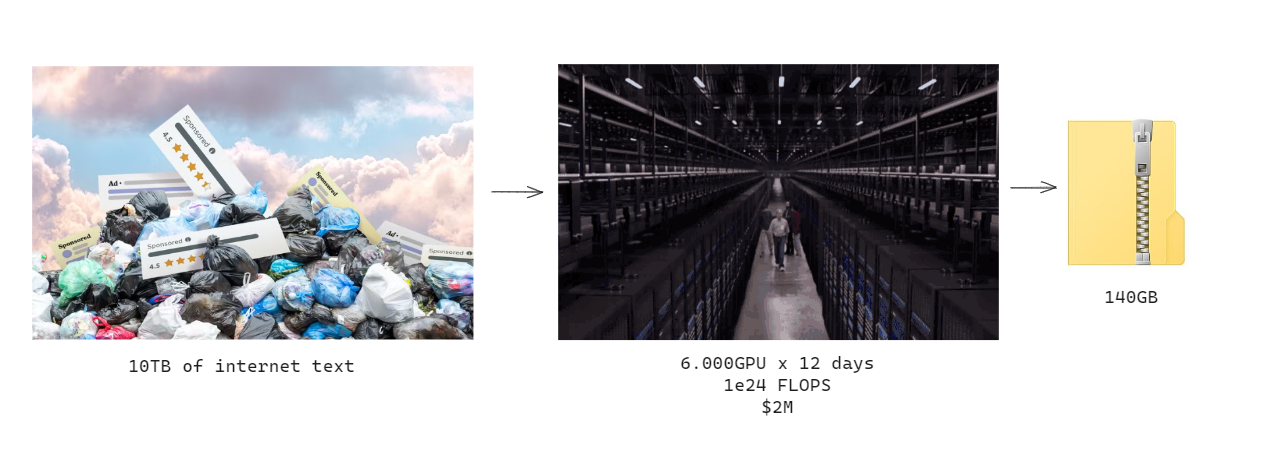 Sponsored
4.5
Ad •
Sponsored
Sponsored
Sponsored
4.5
Ad •
Sponsored
10TB of internet text
6.000GPU x 12 days
1e24 FLOPS
$2M
140GB